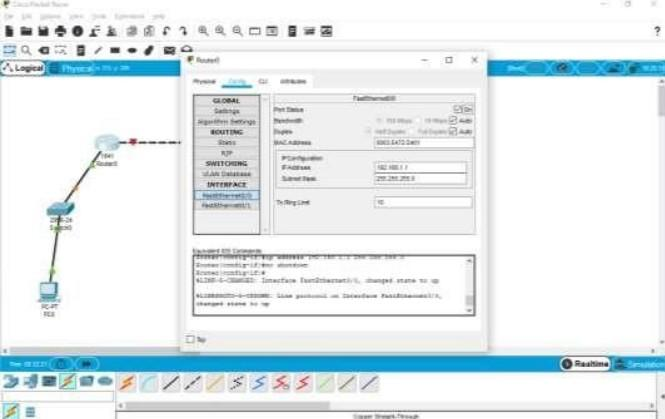 Cisco Packet Tracer
File Edit Options View Tools Extensions Help
Logical Physical
Router0
Physical Config CLI Attributes
GLOBAL
Settings
Algorithm Settings
ROUTING
Static
RIP
SWITCHING
VLAN Database
INTERFACE
FastEthernet0/0
FastEthernet0/1
FastEthernet0/0
Port Status On
Bandwidth 100 Mbps 10 Mbps Auto
Duplex Half Duplex Full Duplex Auto
MAC Address
IP Configuration
IP Address 192.168.1.1
Subnet Mask 255.255.255.0
Tx Ring Limit 10
Equivalent IOS Commands
Router(config-if)#ip address 192.168.1.1 255.255.255.0
Router(config-if)#no shutdown
Router(config-if)#
%LINK-5-CHANGED: Interface FastEthernet0/0, changed state to up
%LINEPROTO-5-UPDOWN: Line protocol on Interface FastEthernet0/0,
changed state to up
Top
1841
Router0
Switch0
PC-PT
PC0
Realtime Simulation
Copper Straight-Through